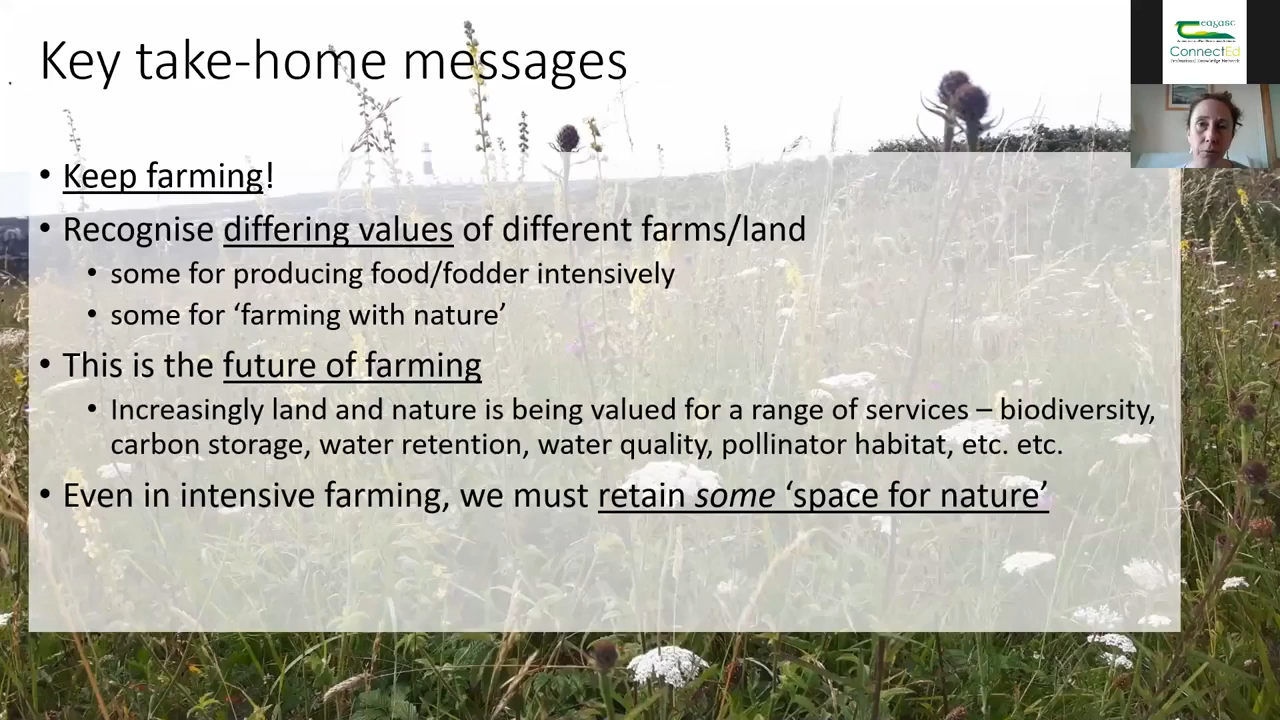 Key take-home messages
eagasc
ConnectEd
• Keep farming!
• Recognise differing values of different farms/land
• some for producing food/fodder intensively
• some for ‘farming with nature’
• This is the future of farming
• Increasingly land and nature is being valued for a range of services – biodiversity,
carbon storage, water retention, water quality, pollinator habitat, etc. etc.
• Even in intensive farming, we must retain some ‘space for nature’